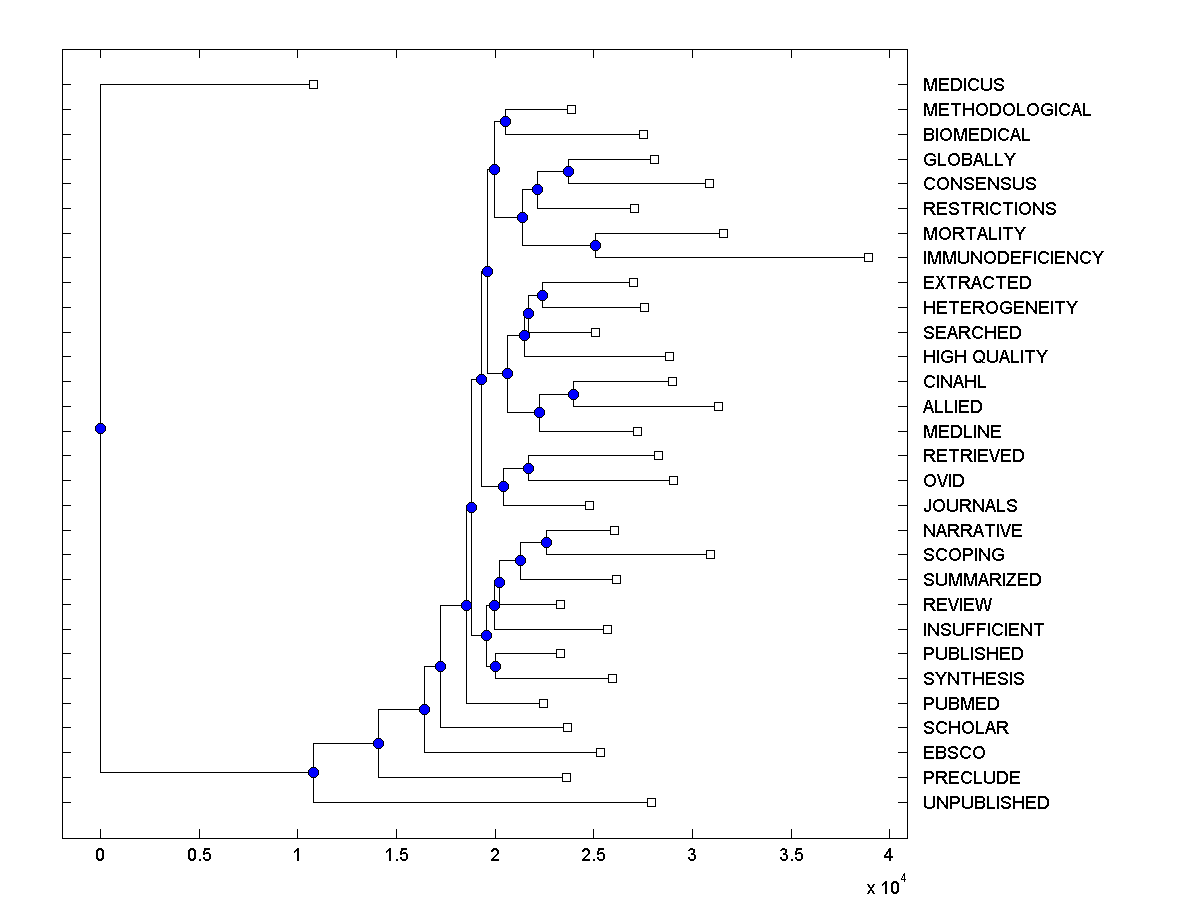 MEDICUS
METHODOLOGICAL
BIOMEDICAL
GLOBALLY
CONSENSUS
RESTRICTIONS
MORTALITY
IMMUNODEFICIENCY
EXTRACTED
HETEROGENEITY
SEARCHED
HIGH QUALITY
CINAHL
ALLIED
MEDLINE
RETRIEVED
OVID
JOURNALS
NARRATIVE
SCOPING
SUMMARIZED
REVIEW
INSUFFICIENT
PUBLISHED
SYNTHESIS
PUBMED
SCHOLAR
EBSCO
PRECLUDE
UNPUBLISHED
0 0.5 1 1.5 2 2.5 3 3.5 4
x 10^4